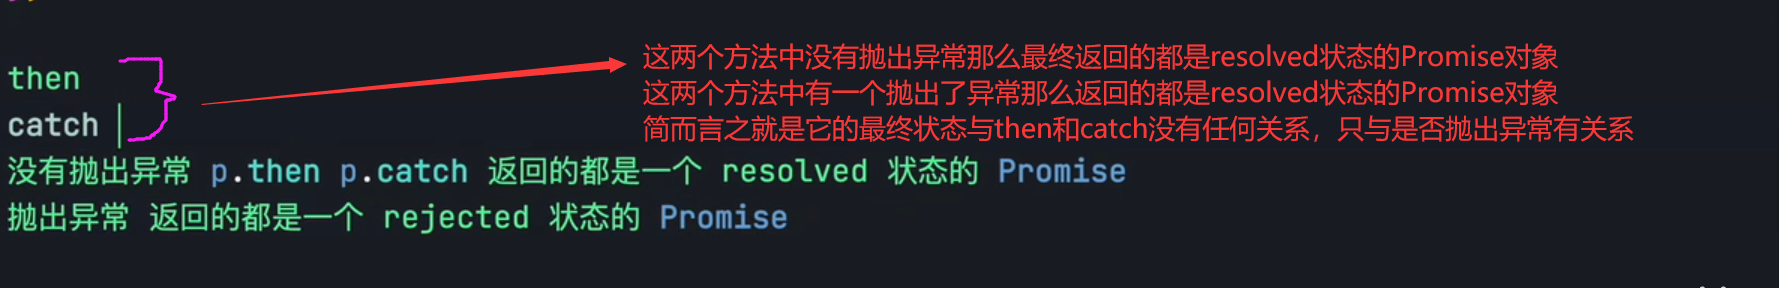 then
catch
这两个方法中没有抛出异常那么最终返回的都是resolved状态的Promise对象
这两个方法中有一个抛出了异常那么返回的都是resolved状态的Promise对象
简而言之就是它的最终状态与then和catch没有任何关系，只与是否抛出异常有关系
没有抛出异常 p.then p.catch 返回的都是一个 resolved 状态的 Promise
抛出异常 返回的都是一个 rejected 状态的 Promise